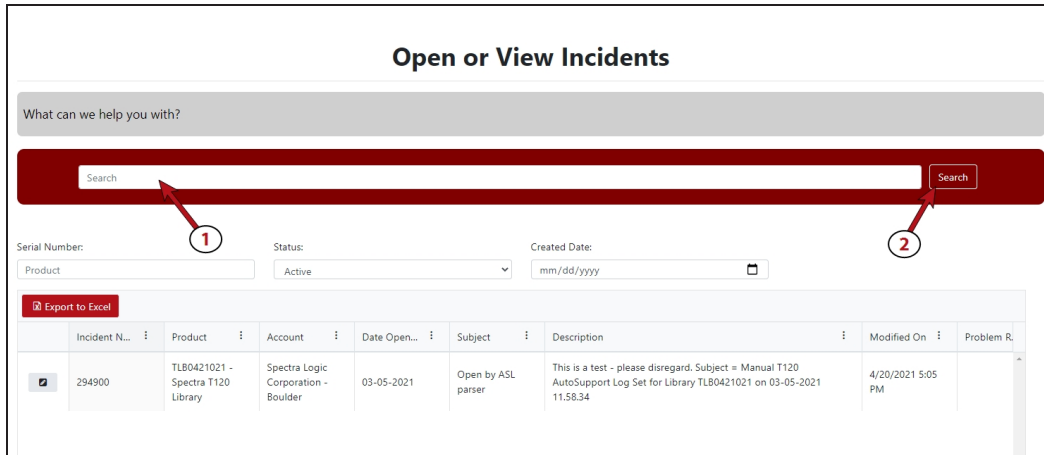 Open or View Incidents
What can we help you with?
Search
Search
1
2
Serial Number:
Status:
Created Date:
Product
Active
mm/dd/yyyy
Export to Excel
Incident N...
Product
Account
Date Open...
Subject
Description
Modified On
Problem R.
294900
TLB0421021 -
Spectra T120
Library
Spectra Logic
Corporation -
Boulder
03-05-2021
Open by ASL
parser
This is a test - please disregard. Subject = Manual T120
AutoSupport Log Set for Library TLB0421021 on 03-05-2021
11.58.34
4/20/2021 5:05
PM